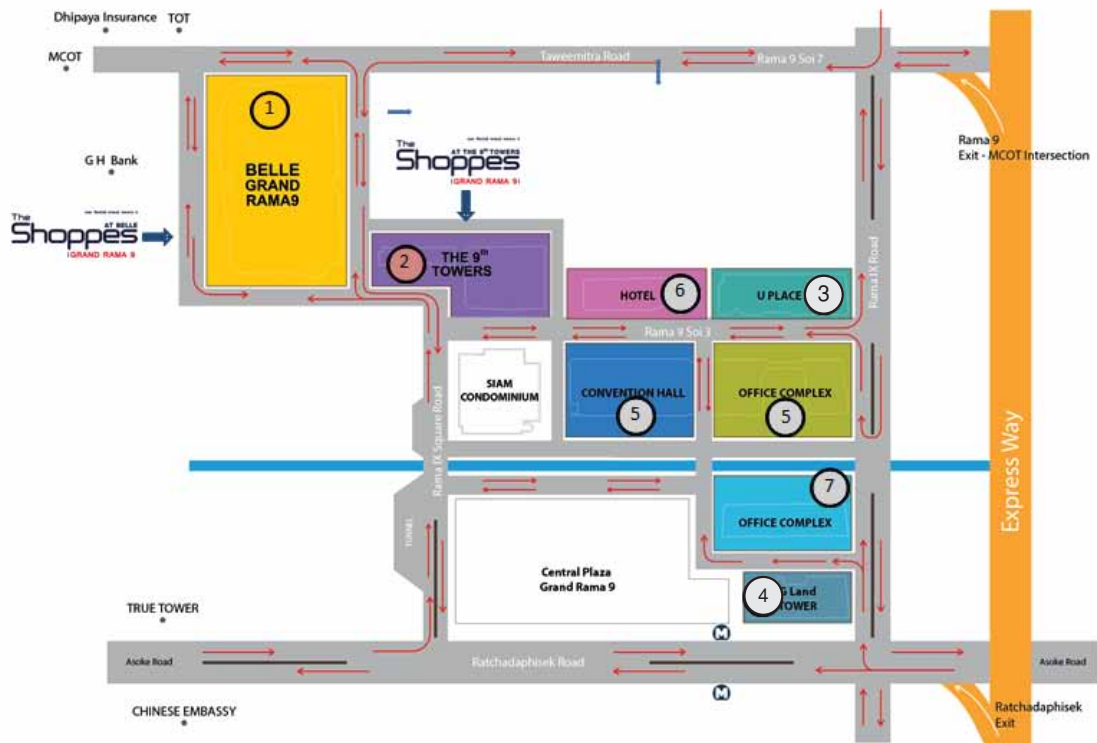 Dhipaya Insurance
TOT
MCOT
Taweemitra Road
Rama 9 Soi 7
1
BELLE
GRAND
RAMA9
The
Shoppes
AT THE 9th TOWERS
GRAND RAMA 9
Rama 9
Exit - MCOT Intersection
G H Bank
The
Shoppes
AT BELLE
GRAND RAMA 9
2
THE 9th
TOWERS
HOTEL
6
U PLACE
3
Rama IX Road
Rama 9 Soi 3
SIAM
CONDOMINIUM
CONVENTION HALL
5
OFFICE COMPLEX
5
Rama IX Square Road
Express Way
7
OFFICE COMPLEX
TUNNEL
Central Plaza
Grand Rama 9
4
G Land
TOWER
TRUE TOWER
M
Asoke Road
Ratchadaphisek Road
Asoke Road
M
CHINESE EMBASSY
Ratchadaphisek
Exit